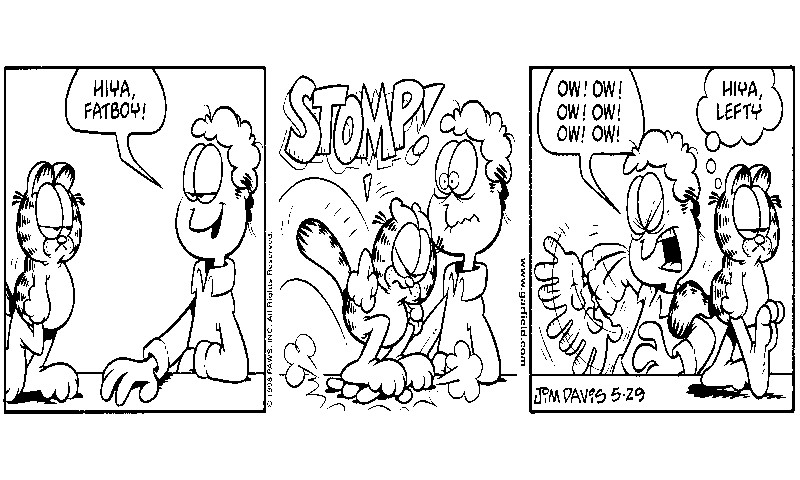 HIYA,
FATBOY!
STOMP!
© 1998 PAWS, INC. All Rights Reserved.
OW! OW!
OW! OW!
OW! OW!
HIYA,
LEFTY
www.garfield.com
JIM DAVIS 5-29